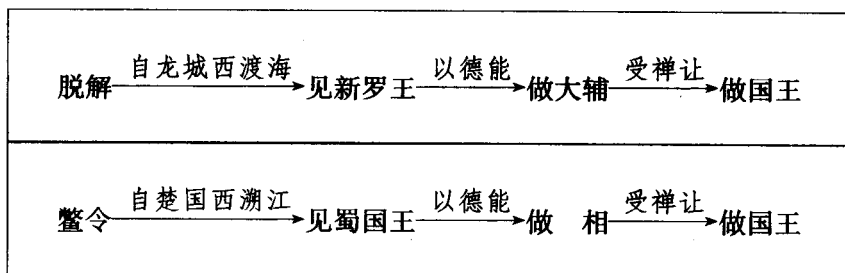 自龙城西渡海 以德能 受禅让
脱解 见新罗王 做大辅 做国王
自楚国西溯江 以德能 受禅让
鳖令 见蜀国王 做 相 做国王